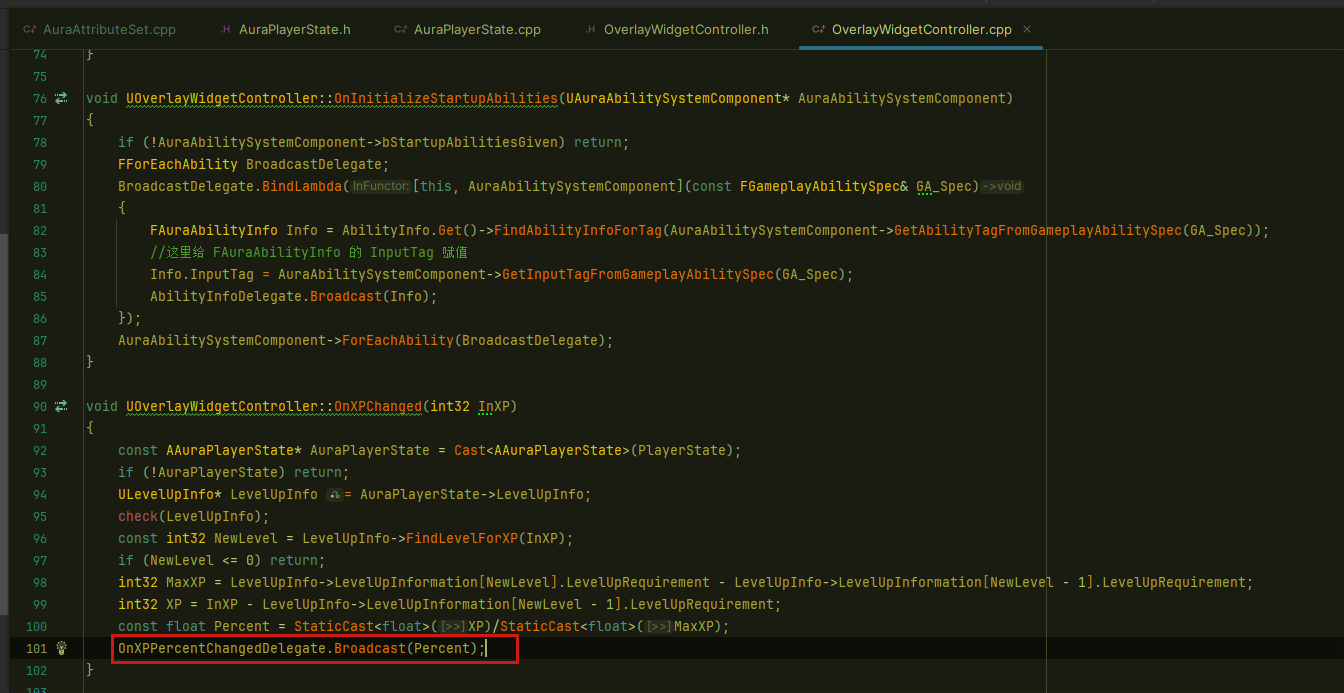 C+ AuraAttributeSet.cpp .H AuraPlayerState.h C+ AuraPlayerState.cpp .H OverlayWidgetController.h C+ OverlayWidgetController.cpp ×
74 }
75
76 void UOverlayWidgetController::OnInitializeStartupAbilities(UAuraAbilitySystemComponent* AuraAbilitySystemComponent)
77 {
78 if (!AuraAbilitySystemComponent->bStartupAbilitiesGiven) return;
79 FForEachAbility BroadcastDelegate;
80 BroadcastDelegate.BindLambda(InFunctor:[this, AuraAbilitySystemComponent](const FGameplayAbilitySpec& GA_Spec)->void
81 {
82 FAuraAbilityInfo Info = AbilityInfo.Get()->FindAbilityInfoForTag(AuraAbilitySystemComponent->GetAbilityTagFromGameplayAbilitySpec(GA_Spec));
83 //这里给 FAuraAbilityInfo 的 InputTag 赋值
84 Info.InputTag = AuraAbilitySystemComponent->GetInputTagFromGameplayAbilitySpec(GA_Spec);
85 AbilityInfoDelegate.Broadcast(Info);
86 });
87 AuraAbilitySystemComponent->ForEachAbility(BroadcastDelegate);
88 }
89
90 void UOverlayWidgetController::OnXPChanged(int32 InXP)
91 {
92 const AAuraPlayerState* AuraPlayerState = Cast<AAuraPlayerState>(PlayerState);
93 if (!AuraPlayerState) return;
94 ULevelUpInfo* LevelUpInfo = AuraPlayerState->LevelUpInfo;
95 check(LevelUpInfo);
96 const int32 NewLevel = LevelUpInfo->FindLevelForXP(InXP);
97 if (NewLevel <= 0) return;
98 int32 MaxXP = LevelUpInfo->LevelUpInformation[NewLevel].LevelUpRequirement - LevelUpInfo->LevelUpInformation[NewLevel - 1].LevelUpRequirement;
99 int32 XP = InXP - LevelUpInfo->LevelUpInformation[NewLevel - 1].LevelUpRequirement;
100 const float Percent = StaticCast<float>([>>]XP)/StaticCast<float>([>>]MaxXP);
101 OnXPPercentChangedDelegate.Broadcast(Percent);
102 }
103